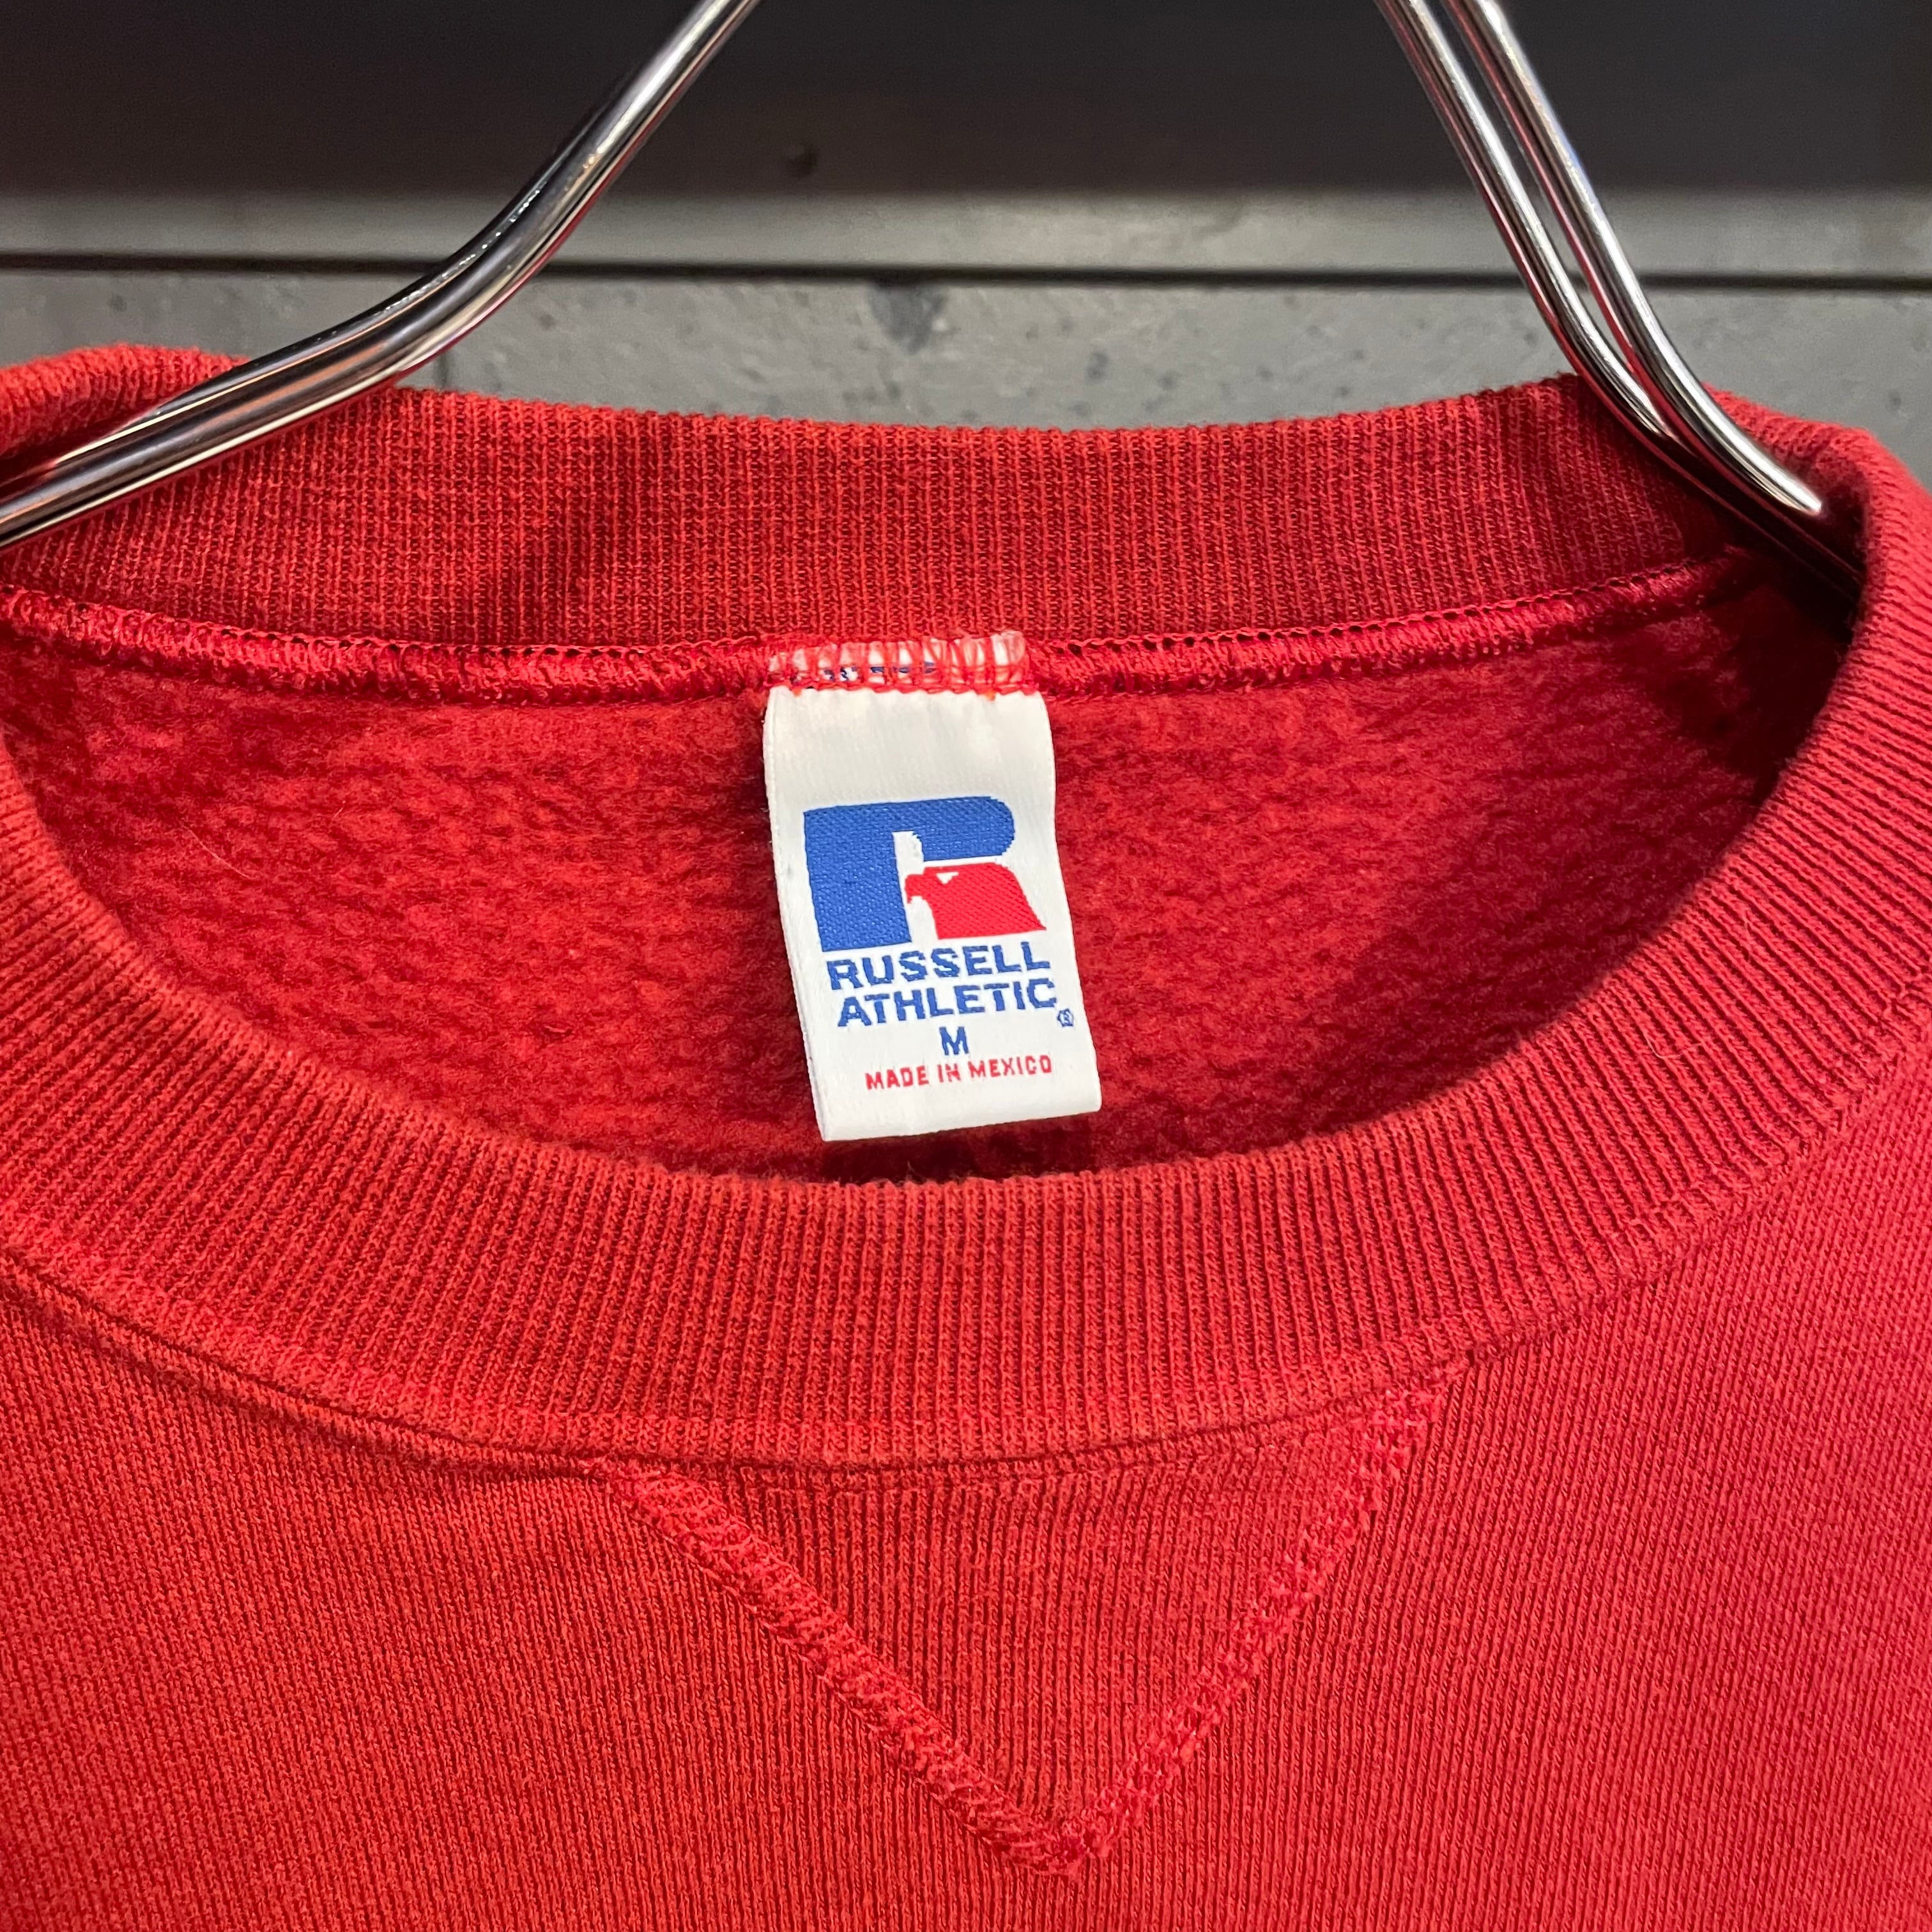 RUSSELL
ATHLETIC®
M
MADE IN MEXICO